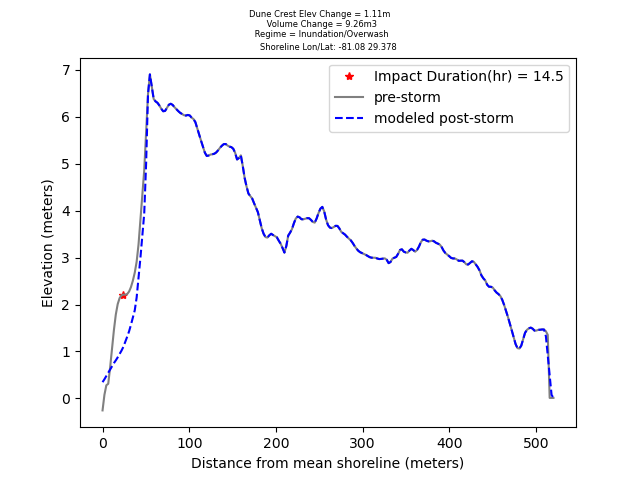 Dune Crest Elev Change = 1.11m
Volume Change = 9.26m3
Regime = Inundation/Overwash
Shoreline Lon/Lat: -81.08 29.378
Impact Duration(hr) = 14.5
pre-storm
modeled post-storm
Elevation (meters)
7
6
5
4
3
2
1
0
0 100 200 300 400 500
Distance from mean shoreline (meters)